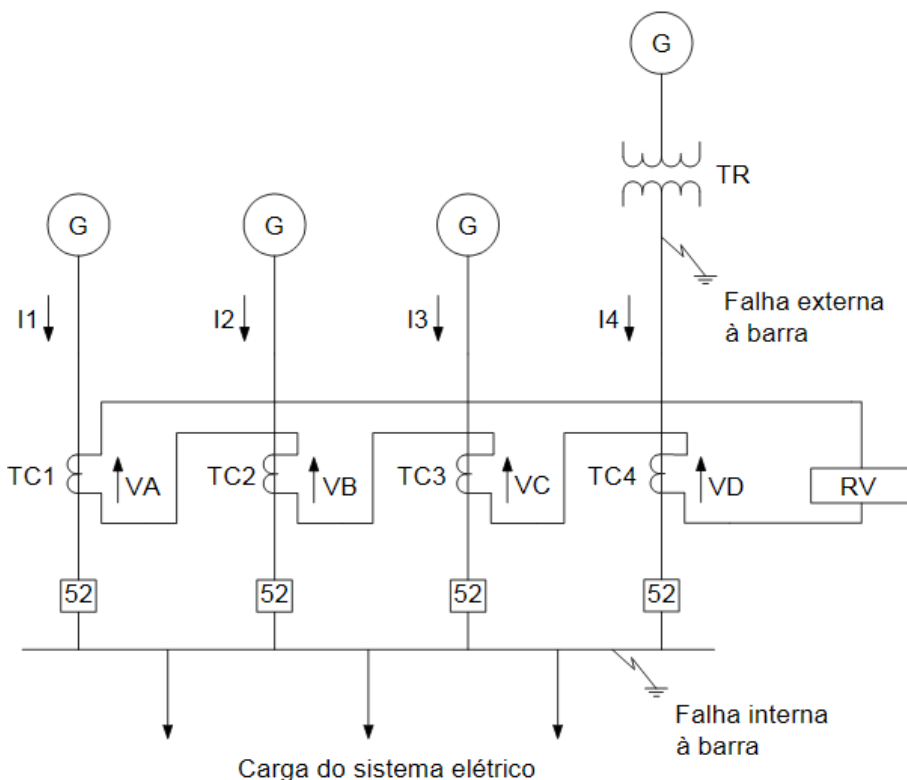 G
TR
G
G
G
Falha externa
à barra
I1
I2
I3
I4
TC1
VA
TC2
VB
TC3
VC
TC4
VD
RV
52
52
52
52
Falha interna
à barra
Carga do sistema elétrico